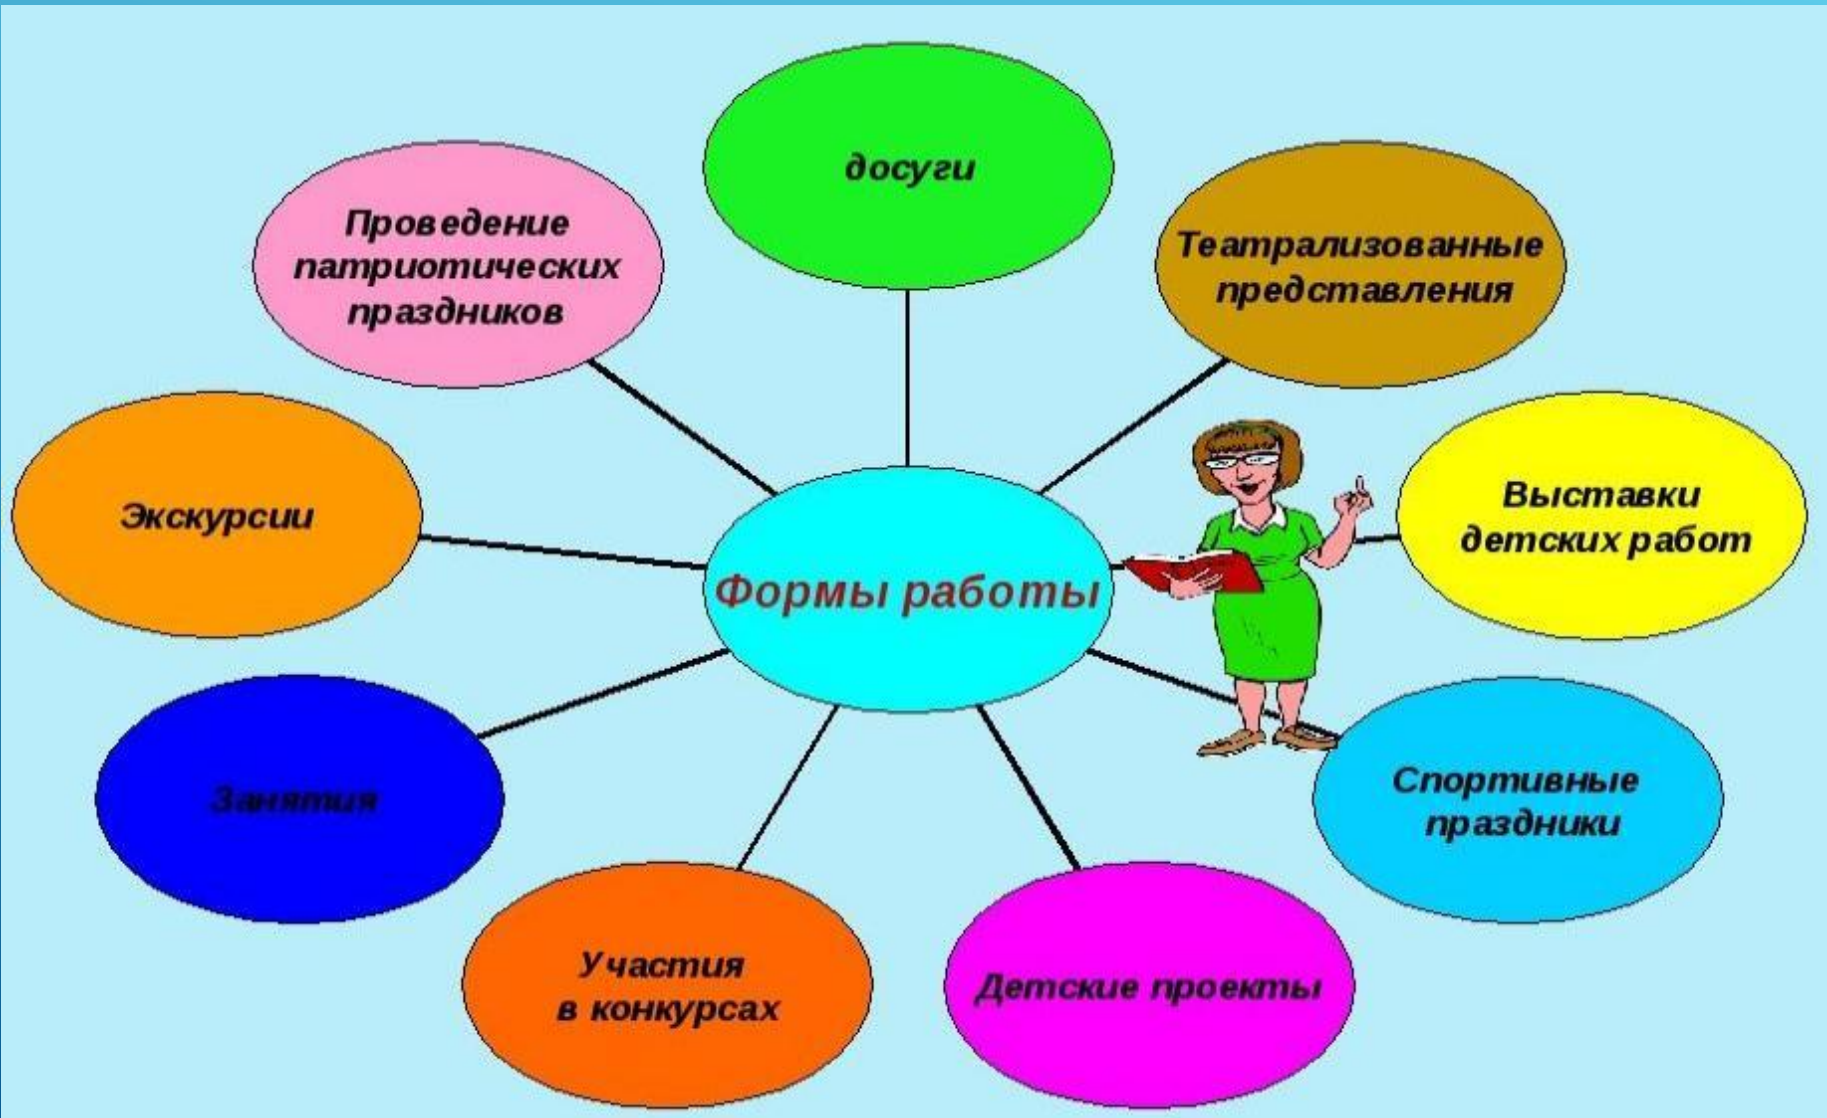 досуги
Проведение
патриотических
праздников
Театрализованные
представления
Экскурсии
Выставки
детских работ
Формы работы
Занятия
Спортивные
праздники
Участия
в конкурсах
Детские проекты